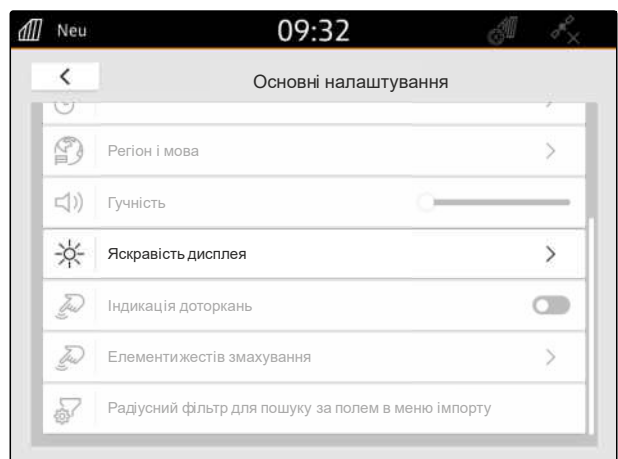 Neu 09:32
Основні налаштування
Регіон і мова
Гучність
Яскравість дисплея
Індикація доторкань
Елементи жестів змахування
Радіусний фільтр для пошуку за полем в меню імпорту